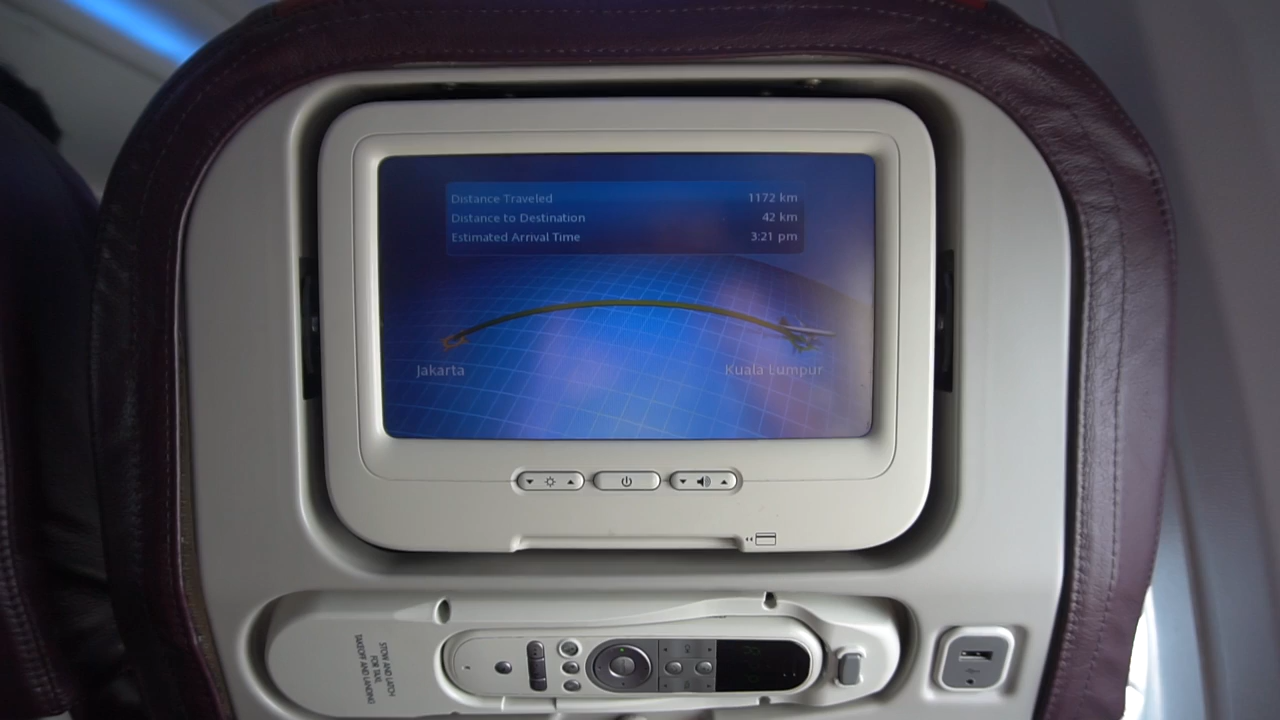 Distance Traveled 1172 km
Distance to Destination 42 km
Estimated Arrival Time 3:21 pm
Jakarta Kuala Lumpur
STOW AND LATCH
FOR TAXI,
TAKEOFF AND LANDING